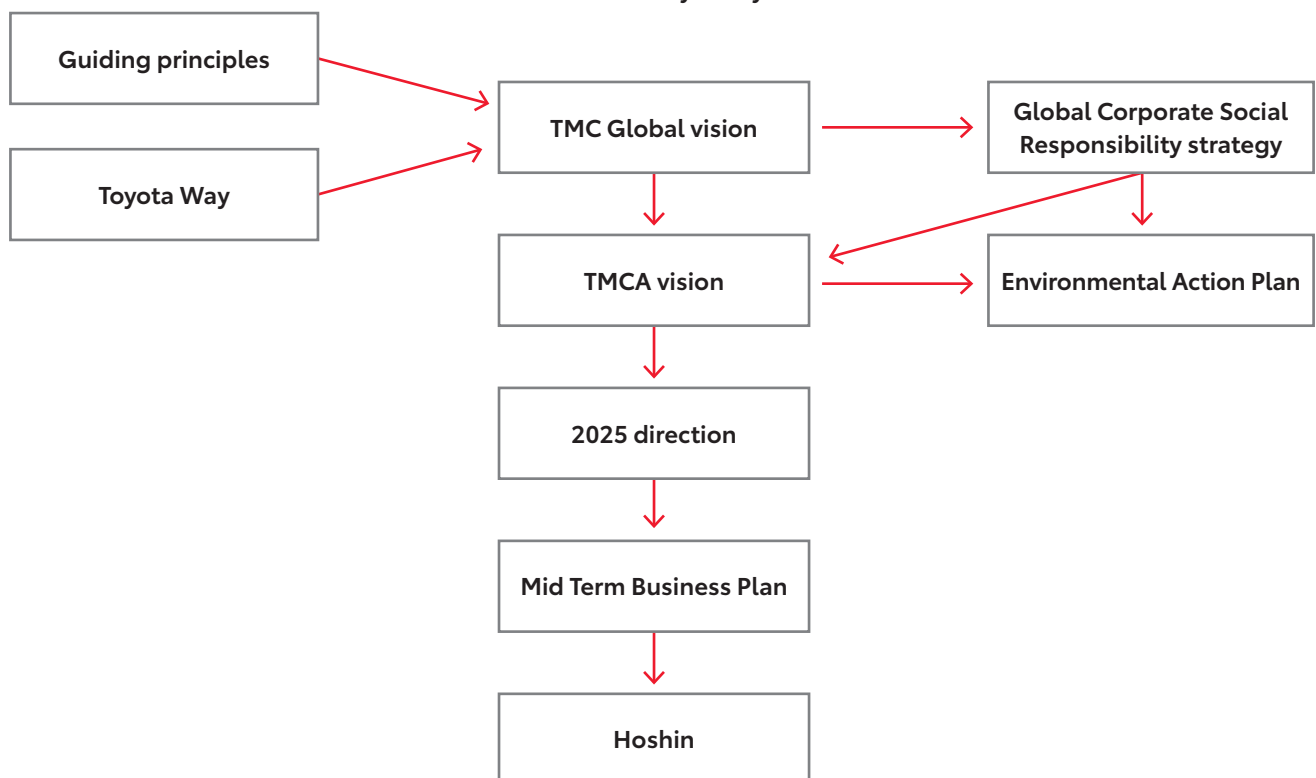 Guiding principles
Toyota Way
TMC Global vision
Global Corporate Social
Responsibility strategy
TMCA vision
Environmental Action Plan
2025 direction
Mid Term Business Plan
Hoshin